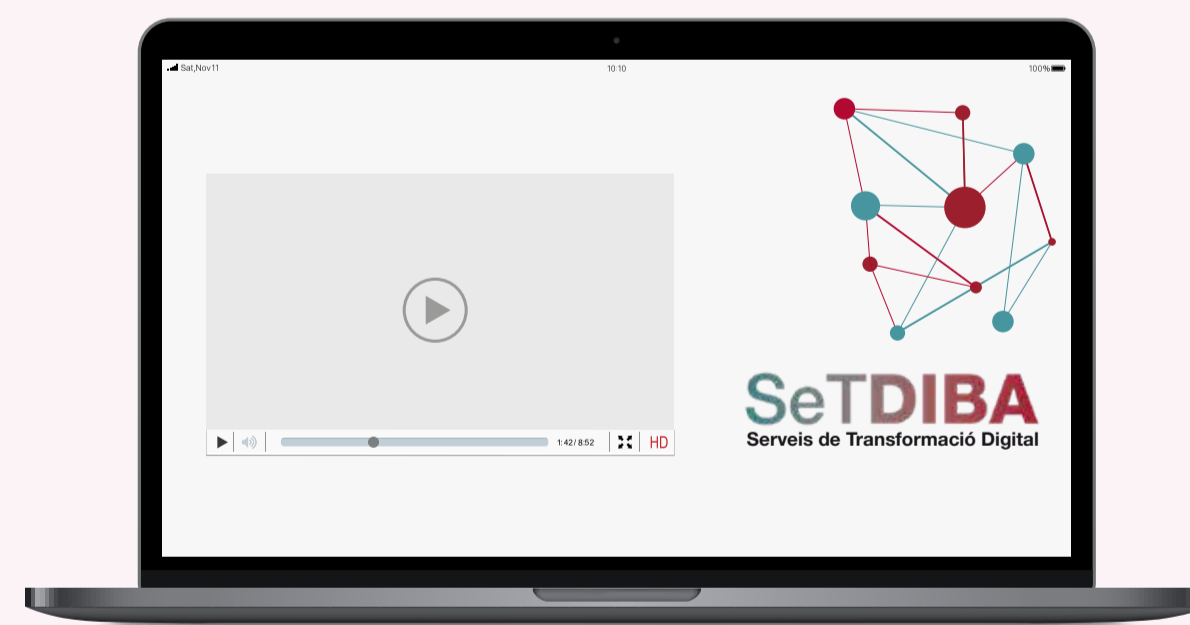 Sat,Nov11
10:10
100%
1:42/8:52
HD
SeTDIBA
Serveis de Transformació Digital